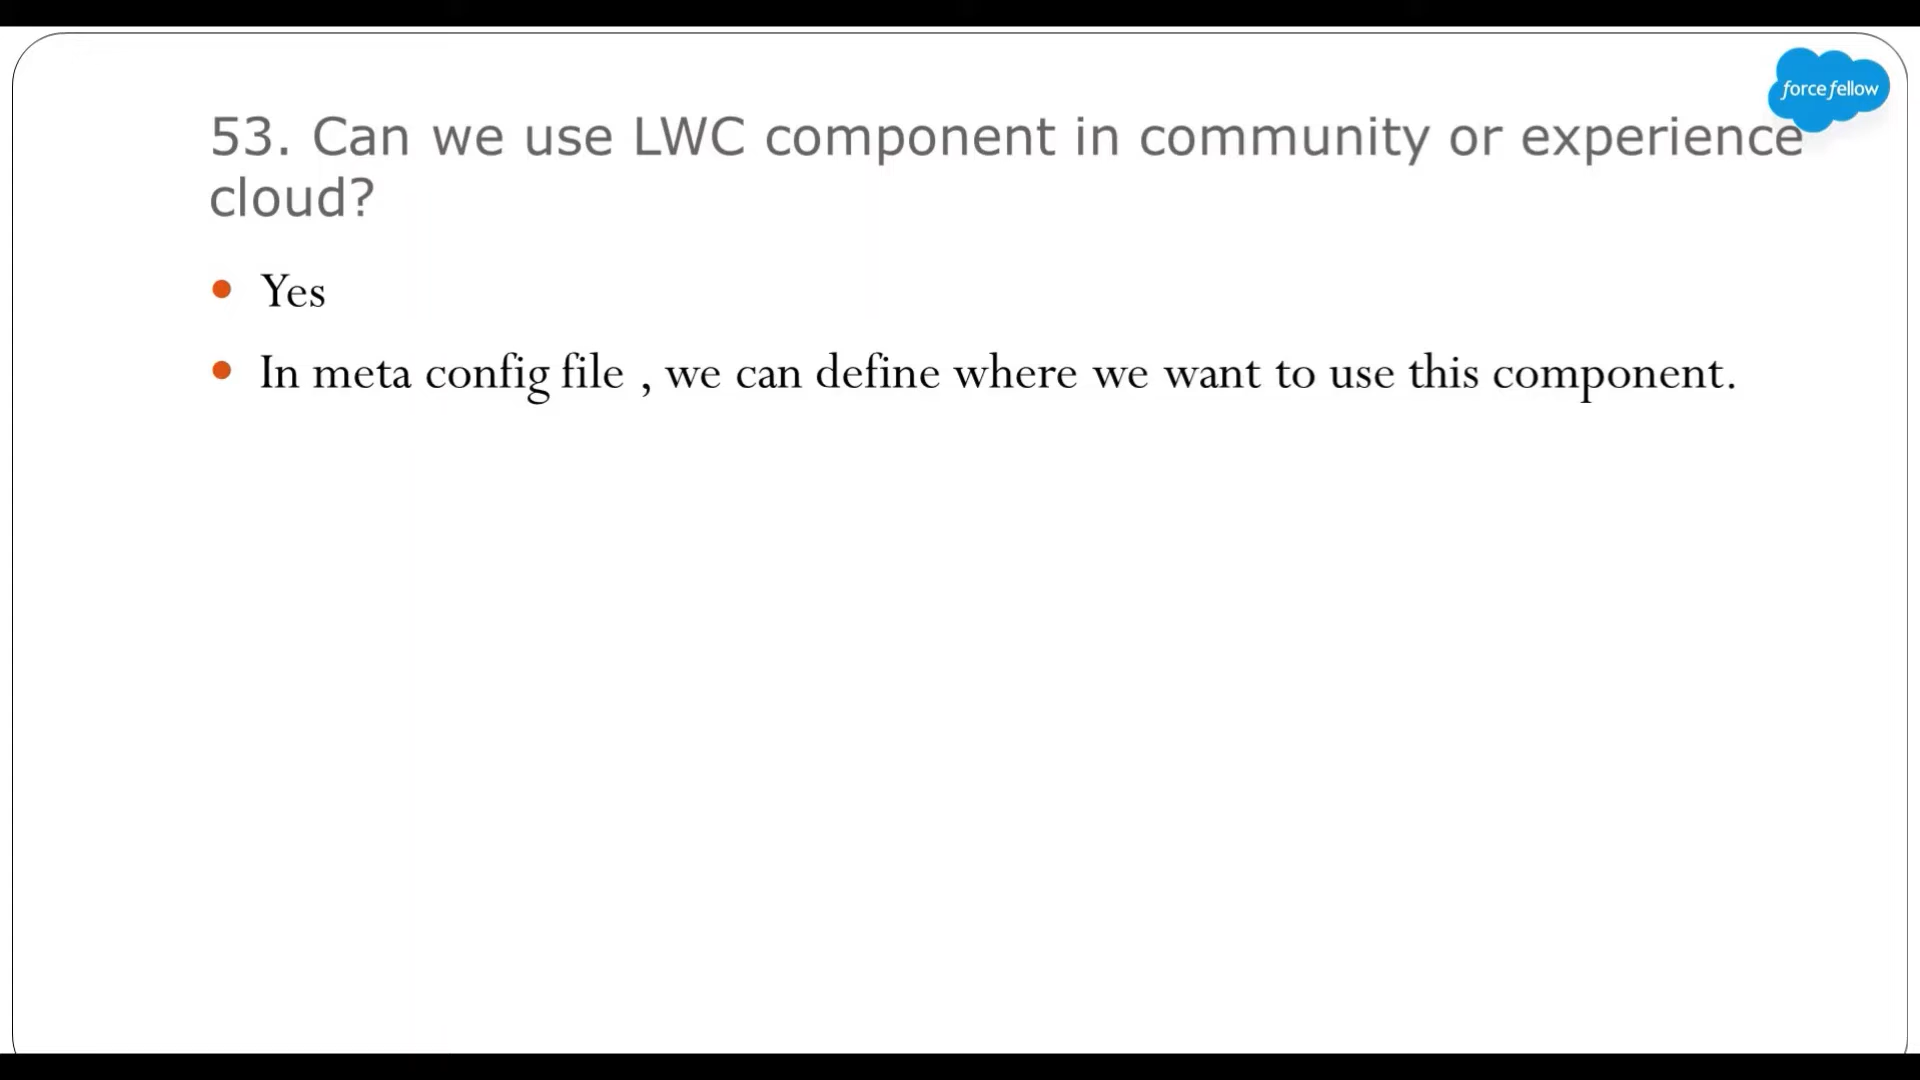 force fellow
53. Can we use LWC component in community or experience
cloud?
Yes
In meta config file , we can define where we want to use this component.